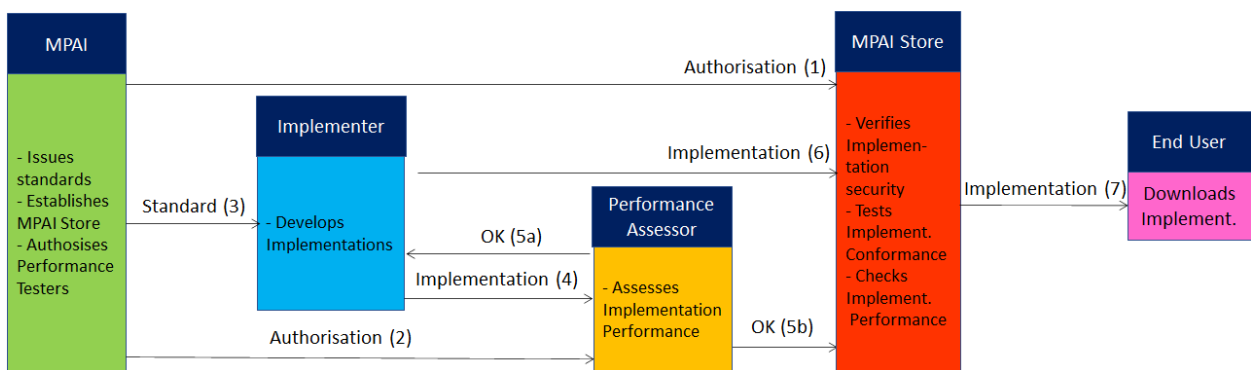 MPAI
- Issues
standards
- Establishes
MPAI Store
- Authosises
Performance
Testers
Authorisation (1)
Standard (3)
Implementer
- Develops
Implementations
Implementation (6)
OK (5a)
Implementation (4)
Authorisation (2)
Performance
Assessor
- Assesses
Implementation
Performance
OK (5b)
MPAI Store
- Verifies
Implemen-
tation
security
- Tests
Implement.
Conformance
- Checks
Implement.
Performance
Implementation (7)
End User
Downloads
Implement.